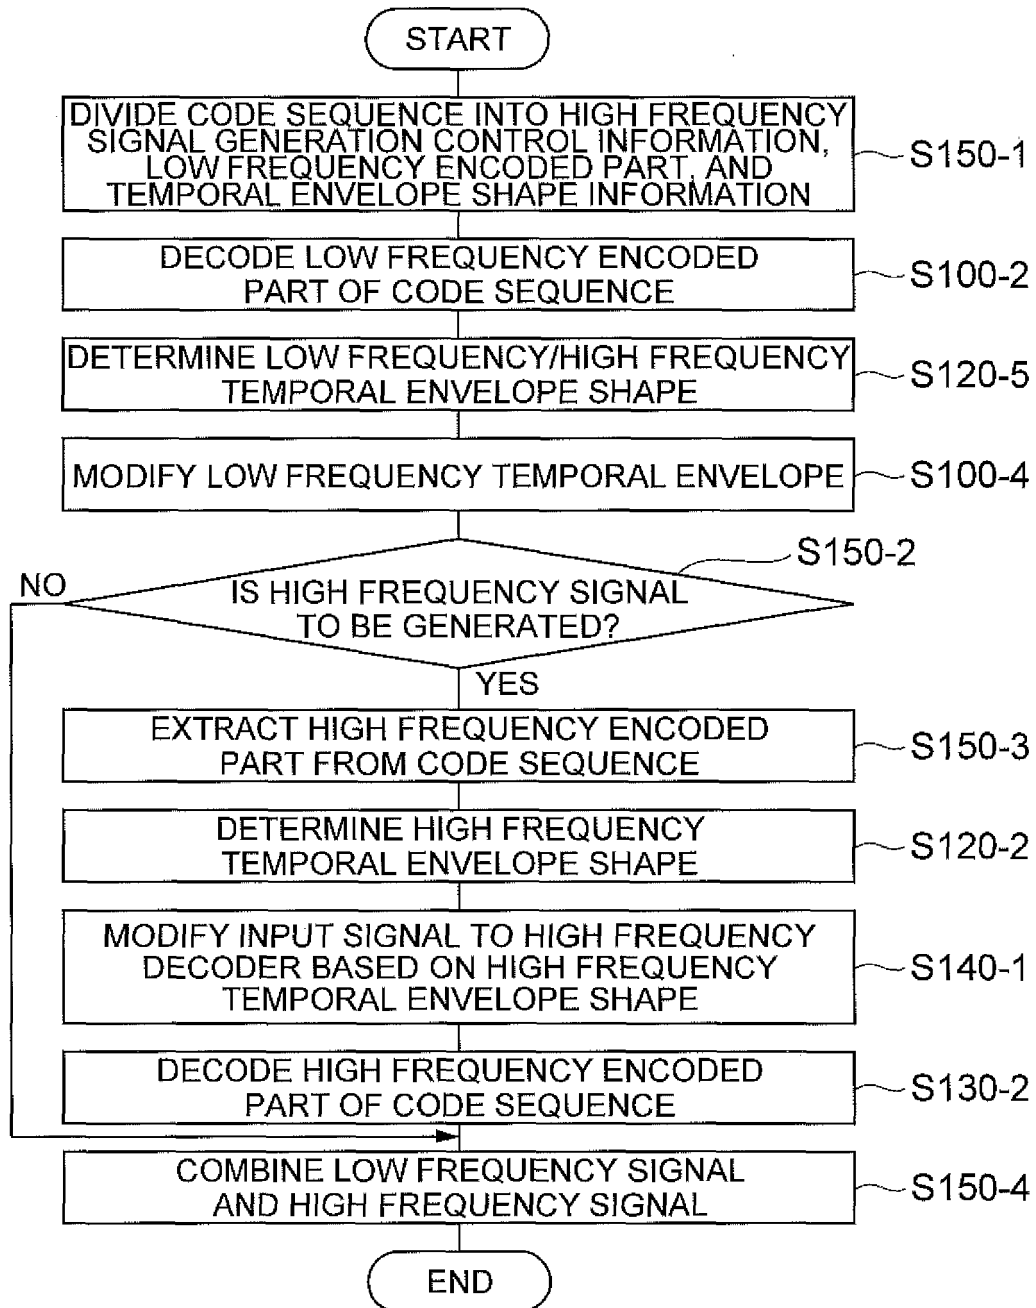 START
DIVIDE CODE SEQUENCE INTO HIGH FREQUENCY
SIGNAL GENERATION CONTROL INFORMATION,
LOW FREQUENCY ENCODED PART, AND
TEMPORAL ENVELOPE SHAPE INFORMATION
S150-1
DECODE LOW FREQUENCY ENCODED
PART OF CODE SEQUENCE
S100-2
DETERMINE LOW FREQUENCY/HIGH FREQUENCY
TEMPORAL ENVELOPE SHAPE
S120-5
MODIFY LOW FREQUENCY TEMPORAL ENVELOPE
S100-4
S150-2
NO
IS HIGH FREQUENCY SIGNAL
TO BE GENERATED?
YES
EXTRACT HIGH FREQUENCY ENCODED
PART FROM CODE SEQUENCE
S150-3
DETERMINE HIGH FREQUENCY
TEMPORAL ENVELOPE SHAPE
S120-2
MODIFY INPUT SIGNAL TO HIGH FREQUENCY
DECODER BASED ON HIGH FREQUENCY
TEMPORAL ENVELOPE SHAPE
S140-1
DECODE HIGH FREQUENCY ENCODED
PART OF CODE SEQUENCE
S130-2
COMBINE LOW FREQUENCY SIGNAL
AND HIGH FREQUENCY SIGNAL
S150-4
END